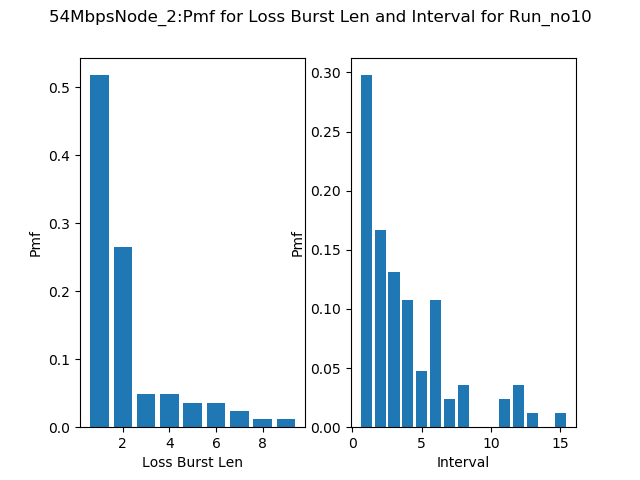 54MbpsNode_2:Pmf for Loss Burst Len and Interval for Run_no10
Pmf
0.5
0.4
0.3
0.2
0.1
0.0
2 4 6 8
Loss Burst Len
Pmf
0.30
0.25
0.20
0.15
0.10
0.05
0.00
0 5 10 15
Interval